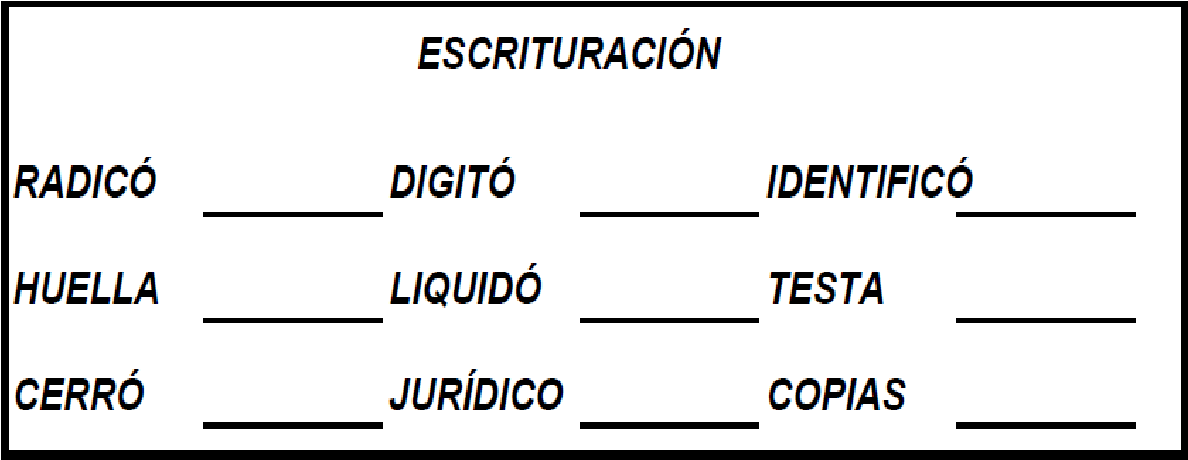 ESCRITURACIÓN
RADICÓ DIGITÓ IDENTIFICÓ
HUELLA LIQUIDÓ TESTA
CERRÓ JURÍDICO COPIAS